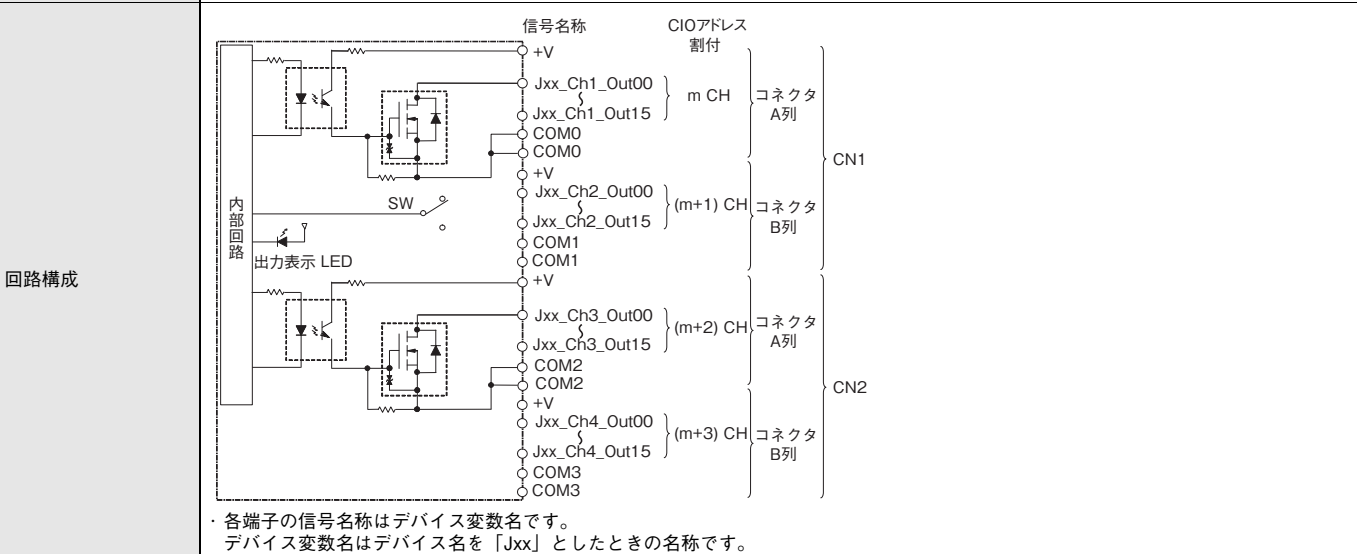 回路構成
信号名称
CIOアドレス
割付
+V
Jxx_Ch1_Out00
Jxx_Ch1_Out15
m CH
コネクタ
A列
COM0
COM0
+V
Jxx_Ch2_Out00
Jxx_Ch2_Out15
(m+1) CH
コネクタ
B列
COM1
COM1
CN1
内部回路
SW
出力表示 LED
+V
Jxx_Ch3_Out00
Jxx_Ch3_Out15
(m+2) CH
コネクタ
A列
COM2
COM2
+V
Jxx_Ch4_Out00
Jxx_Ch4_Out15
(m+3) CH
コネクタ
B列
COM3
COM3
CN2
・各端子の信号名称はデバイス変数名です。
デバイス変数名はデバイス名を「Jxx」としたときの名称です。